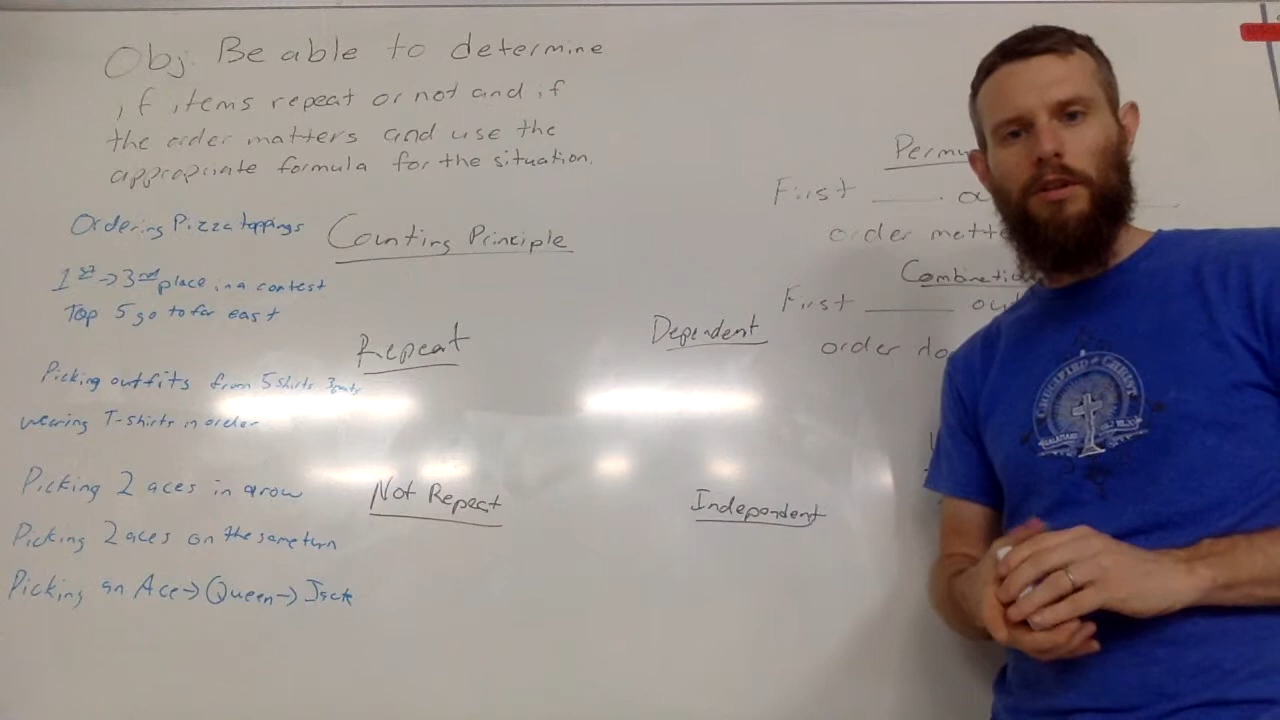 Obj: Be able to determine
if items repeat or not and if
the order matters and use the
appropriate formula for the situation.
Ordering Pizza toppings
1st → 3rd place in a contest
Top 5 go to far east
Picking outfits from 5 shirts 3 pants
wearing T-shirts in order
Picking 2 aces in a row
Picking 2 aces on the same turn
Picking an Ace → Queen → Jack
Counting Principle
Repeat
Not Repeat
Dependent
Independent
Permu
First ____
order matte
Combinatio
First ____ ou
order do
CRUCIFIED W/ CHRIST